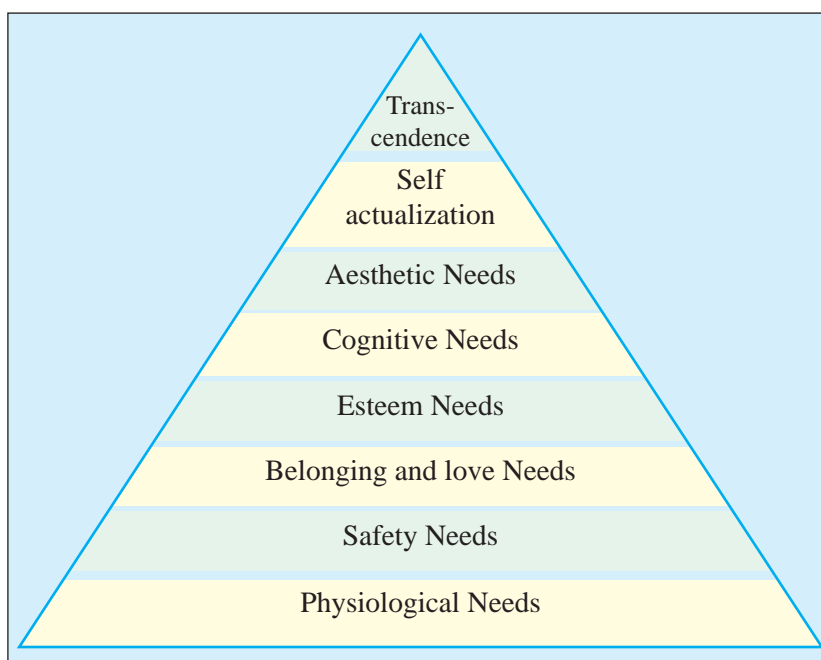 Trans-
cendence
Self
actualization
Aesthetic Needs
Cognitive Needs
Esteem Needs
Belonging and love Needs
Safety Needs
Physiological Needs